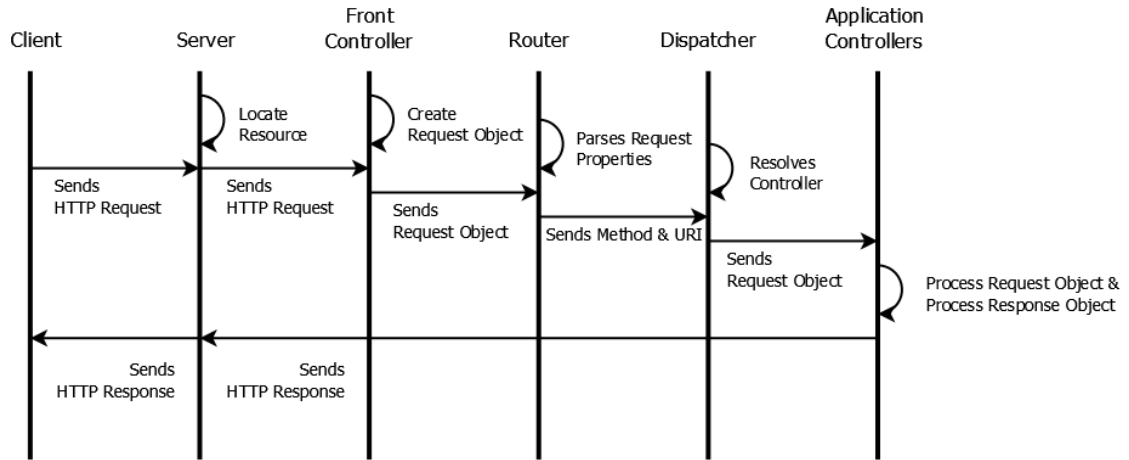 Client
Server
Front
Controller
Router
Dispatcher
Application
Controllers
Locate
Resource
Create
Request Object
Parses Request
Properties
Resolves
Controller
Sends
HTTP Request
Sends
HTTP Request
Sends
Request Object
Sends Method & URI
Sends
Request Object
Process Request Object &
Process Response Object
Sends
HTTP Response
Sends
HTTP Response